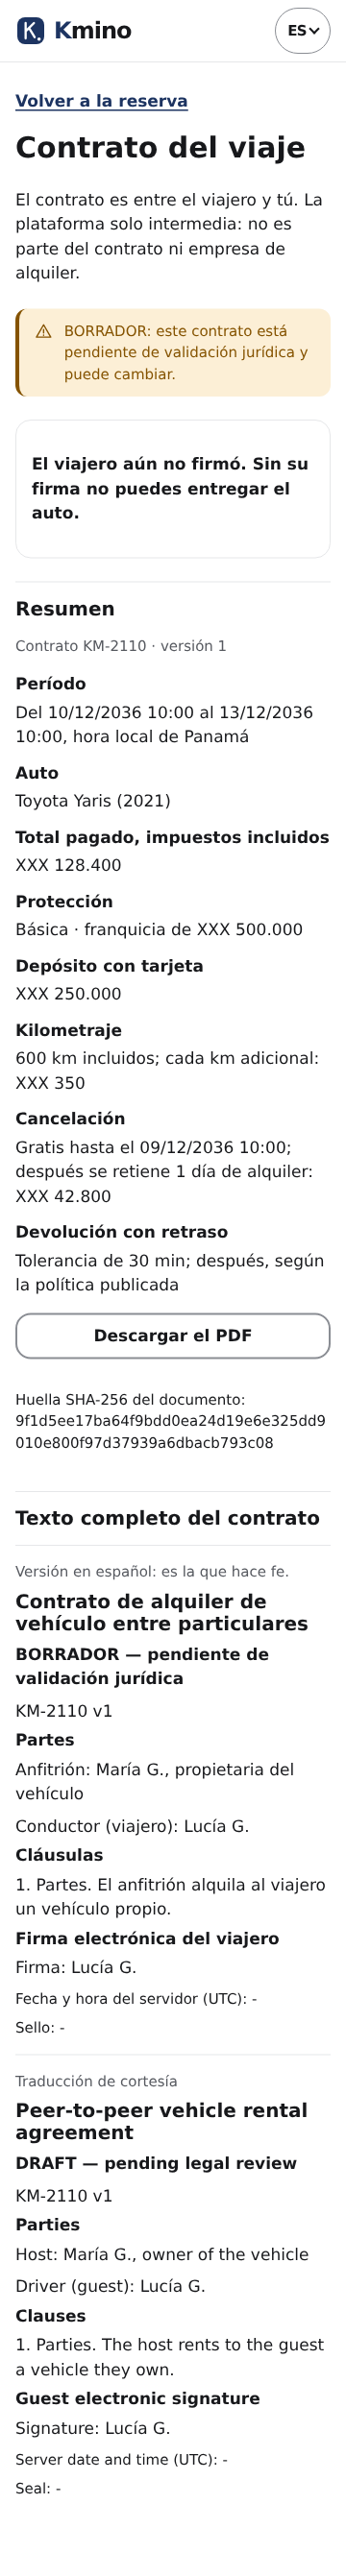 Kmino
ES
Volver a la reserva
Contrato del viaje
El contrato es entre el viajero y tú. La
plataforma solo intermedia: no es
parte del contrato ni empresa de
alquiler.
BORRADOR: este contrato está
pendiente de validación jurídica y
puede cambiar.
El viajero aún no firmó. Sin su
firma no puedes entregar el
auto.
Resumen
Contrato KM-2110 · versión 1
Período
Del 10/12/2036 10:00 al 13/12/2036
10:00, hora local de Panamá
Auto
Toyota Yaris (2021)
Total pagado, impuestos incluidos
XXX 128.400
Protección
Básica · franquicia de XXX 500.000
Depósito con tarjeta
XXX 250.000
Kilometraje
600 km incluidos; cada km adicional:
XXX 350
Cancelación
Gratis hasta el 09/12/2036 10:00;
después se retiene 1 día de alquiler:
XXX 42.800
Devolución con retraso
Tolerancia de 30 min; después, según
la política publicada
Descargar el PDF
Huella SHA-256 del documento:
9f1d5ee17ba64f9bdd0ea24d19e6e325dd9
010e800f97d37939a6dbacb793c08
Texto completo del contrato
Versión en español: es la que hace fe.
Contrato de alquiler de
vehículo entre particulares
BORRADOR — pendiente de
validación jurídica
KM-2110 v1
Partes
Anfitrión: María G., propietaria del
vehículo
Conductor (viajero): Lucía G.
Cláusulas
1. Partes. El anfitrión alquila al viajero
un vehículo propio.
Firma electrónica del viajero
Firma: Lucía G.
Fecha y hora del servidor (UTC): -
Sello: -
Traducción de cortesía
Peer-to-peer vehicle rental
agreement
DRAFT — pending legal review
KM-2110 v1
Parties
Host: María G., owner of the vehicle
Driver (guest): Lucía G.
Clauses
1. Parties. The host rents to the guest
a vehicle they own.
Guest electronic signature
Signature: Lucía G.
Server date and time (UTC): -
Seal: -